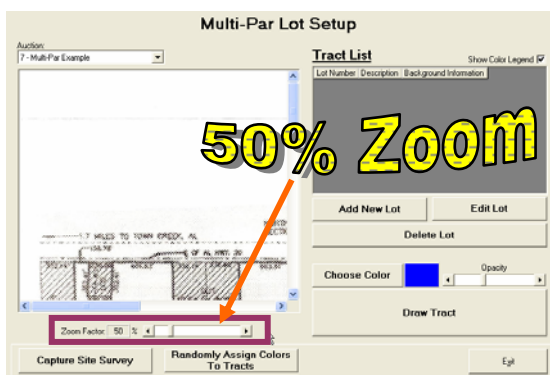 Multi-Par Lot Setup
Auction:
7 - Multi-Par Example
Tract List
Show Color Legend
Lot Number Description Background Information
50% Zoom
Add New Lot
Edit Lot
Delete Lot
Choose Color
Opacity
Draw Tract
1.7 MILES TO TOWN CREEK, AL
Zoom Factor: 50 %
Capture Site Survey
Randomly Assign Colors
To Tracts
Exit